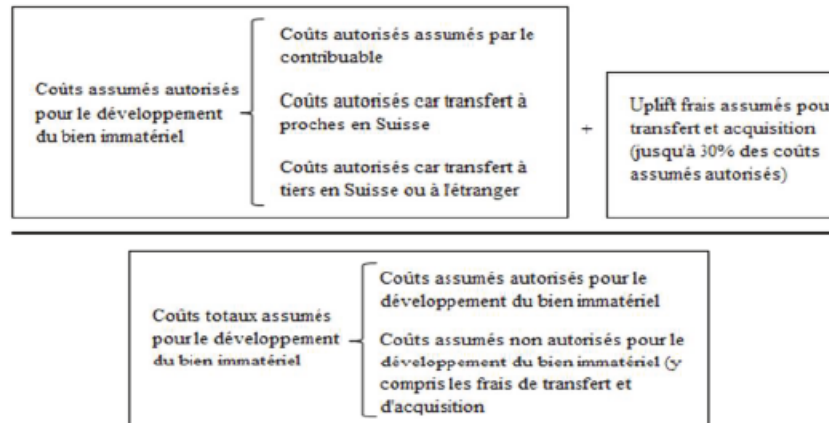 Coûts assumés autorisés
pour le développement
du bien immatériel
Coûts autorisés assumés par le
contribuable
Coûts autorisés car transfert à
proches en Suisse
Coûts autorisés car transfert à
tiers en Suisse ou à l'étranger
+
Uplift frais assumés pou
transfert et acquisition
(jusqu'à 30% des coûts
assumés autorisés)
Coûts totaux assumés
pour le développement
du bien immatériel
Coûts assumés autorisés pour le
développement du bien immatériel
Coûts assumés non autorisés pour le
développement du bien immatériel (y
compris les frais de transfert et
d'acquisition